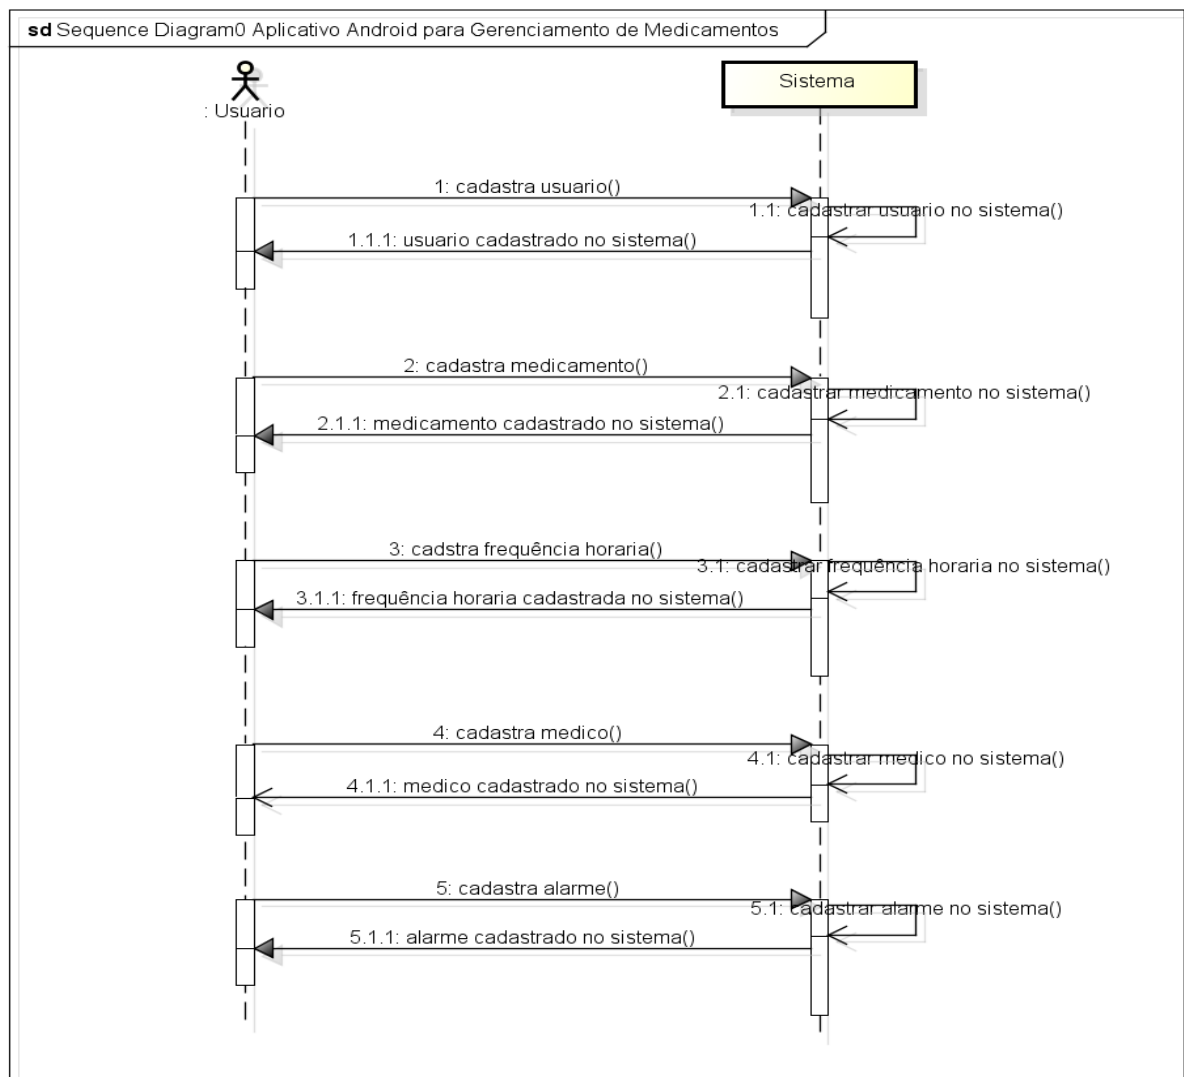 sd Sequence Diagram0 Aplicativo Android para Gerenciamento de Medicamentos
: Usuario
Sistema
1: cadastra usuario()
1.1: cadastrar usuario no sistema()
1.1.1: usuario cadastrado no sistema()
2: cadastra medicamento()
2.1: cadastrar medicamento no sistema()
2.1.1: medicamento cadastrado no sistema()
3: cadstra frequência horaria()
3.1: cadastrar frequência horaria no sistema()
3.1.1: frequência horaria cadastrada no sistema()
4: cadastra medico()
4.1: cadastrar medico no sistema()
4.1.1: medico cadastrado no sistema()
5: cadastra alarme()
5.1: cadastrar alarme no sistema()
5.1.1: alarme cadastrado no sistema()